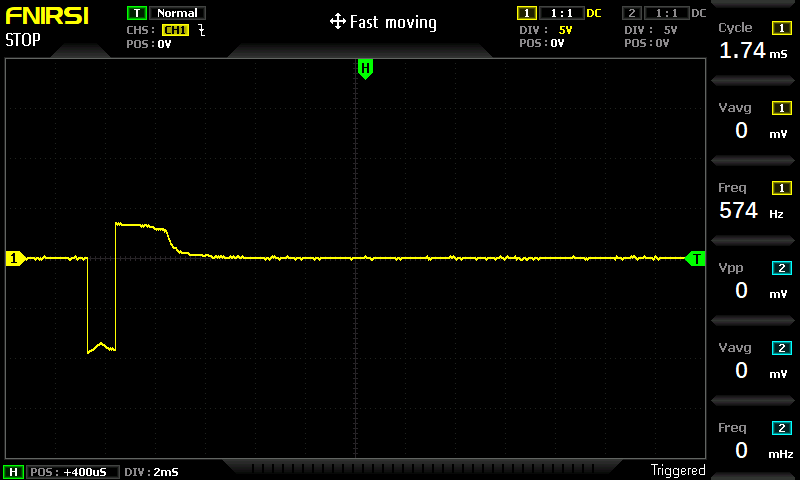 FNIRSI
STOP
T Normal
CHS: CH1
POS:0V
Fast moving
1 1:1 DC
DIV: 5V
POS:0V
2 1:1 DC
DIV: 5V
POS:0V
H
1
T
Cycle 1
1.74 mS
Vavg 1
0 mV
Freq 1
574 Hz
Vpp 2
0 mV
Vavg 2
0 mV
Freq 2
0 mHz
H POS: +400uS DIV:2mS
Triggered